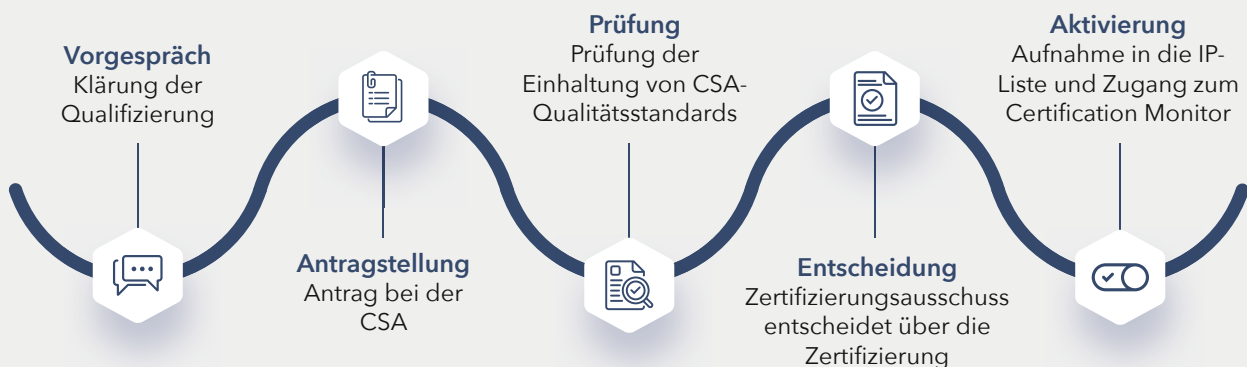 Vorgespräch
Klärung der
Qualifizierung
Antragstellung
Antrag bei der
CSA
Prüfung
Prüfung der
Einhaltung von CSA-
Qualitätsstandards
Entscheidung
Zertifizierungsausschuss
entscheidet über die
Zertifizierung
Aktivierung
Aufnahme in die IP-
Liste und Zugang zum
Certification Monitor